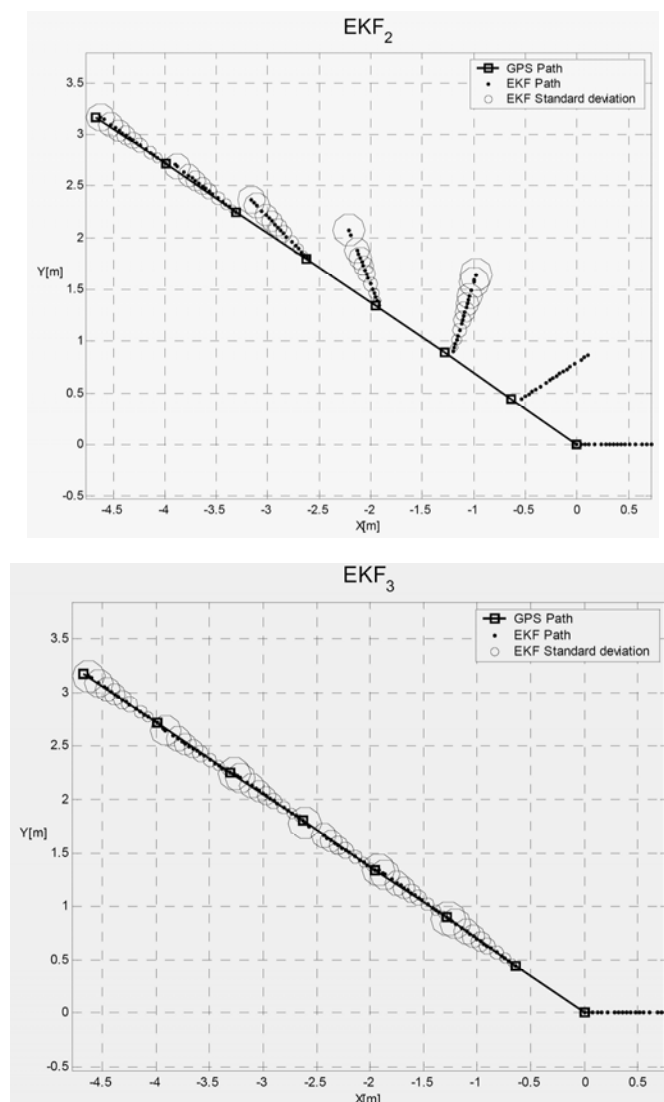 EKF2
GPS Path
EKF Path
EKF Standard deviation
3.5
3
2.5
2
Y[m]
1.5
1
0.5
0
-0.5
-4.5 -4 -3.5 -3 -2.5 -2 -1.5 -1 -0.5 0 0.5
X[m]
EKF3
GPS Path
EKF Path
EKF Standard deviation
3.5
3
2.5
2
Y[m]
1.5
1
0.5
0
-0.5
-4.5 -4 -3.5 -3 -2.5 -2 -1.5 -1 -0.5 0 0.5
X[m]